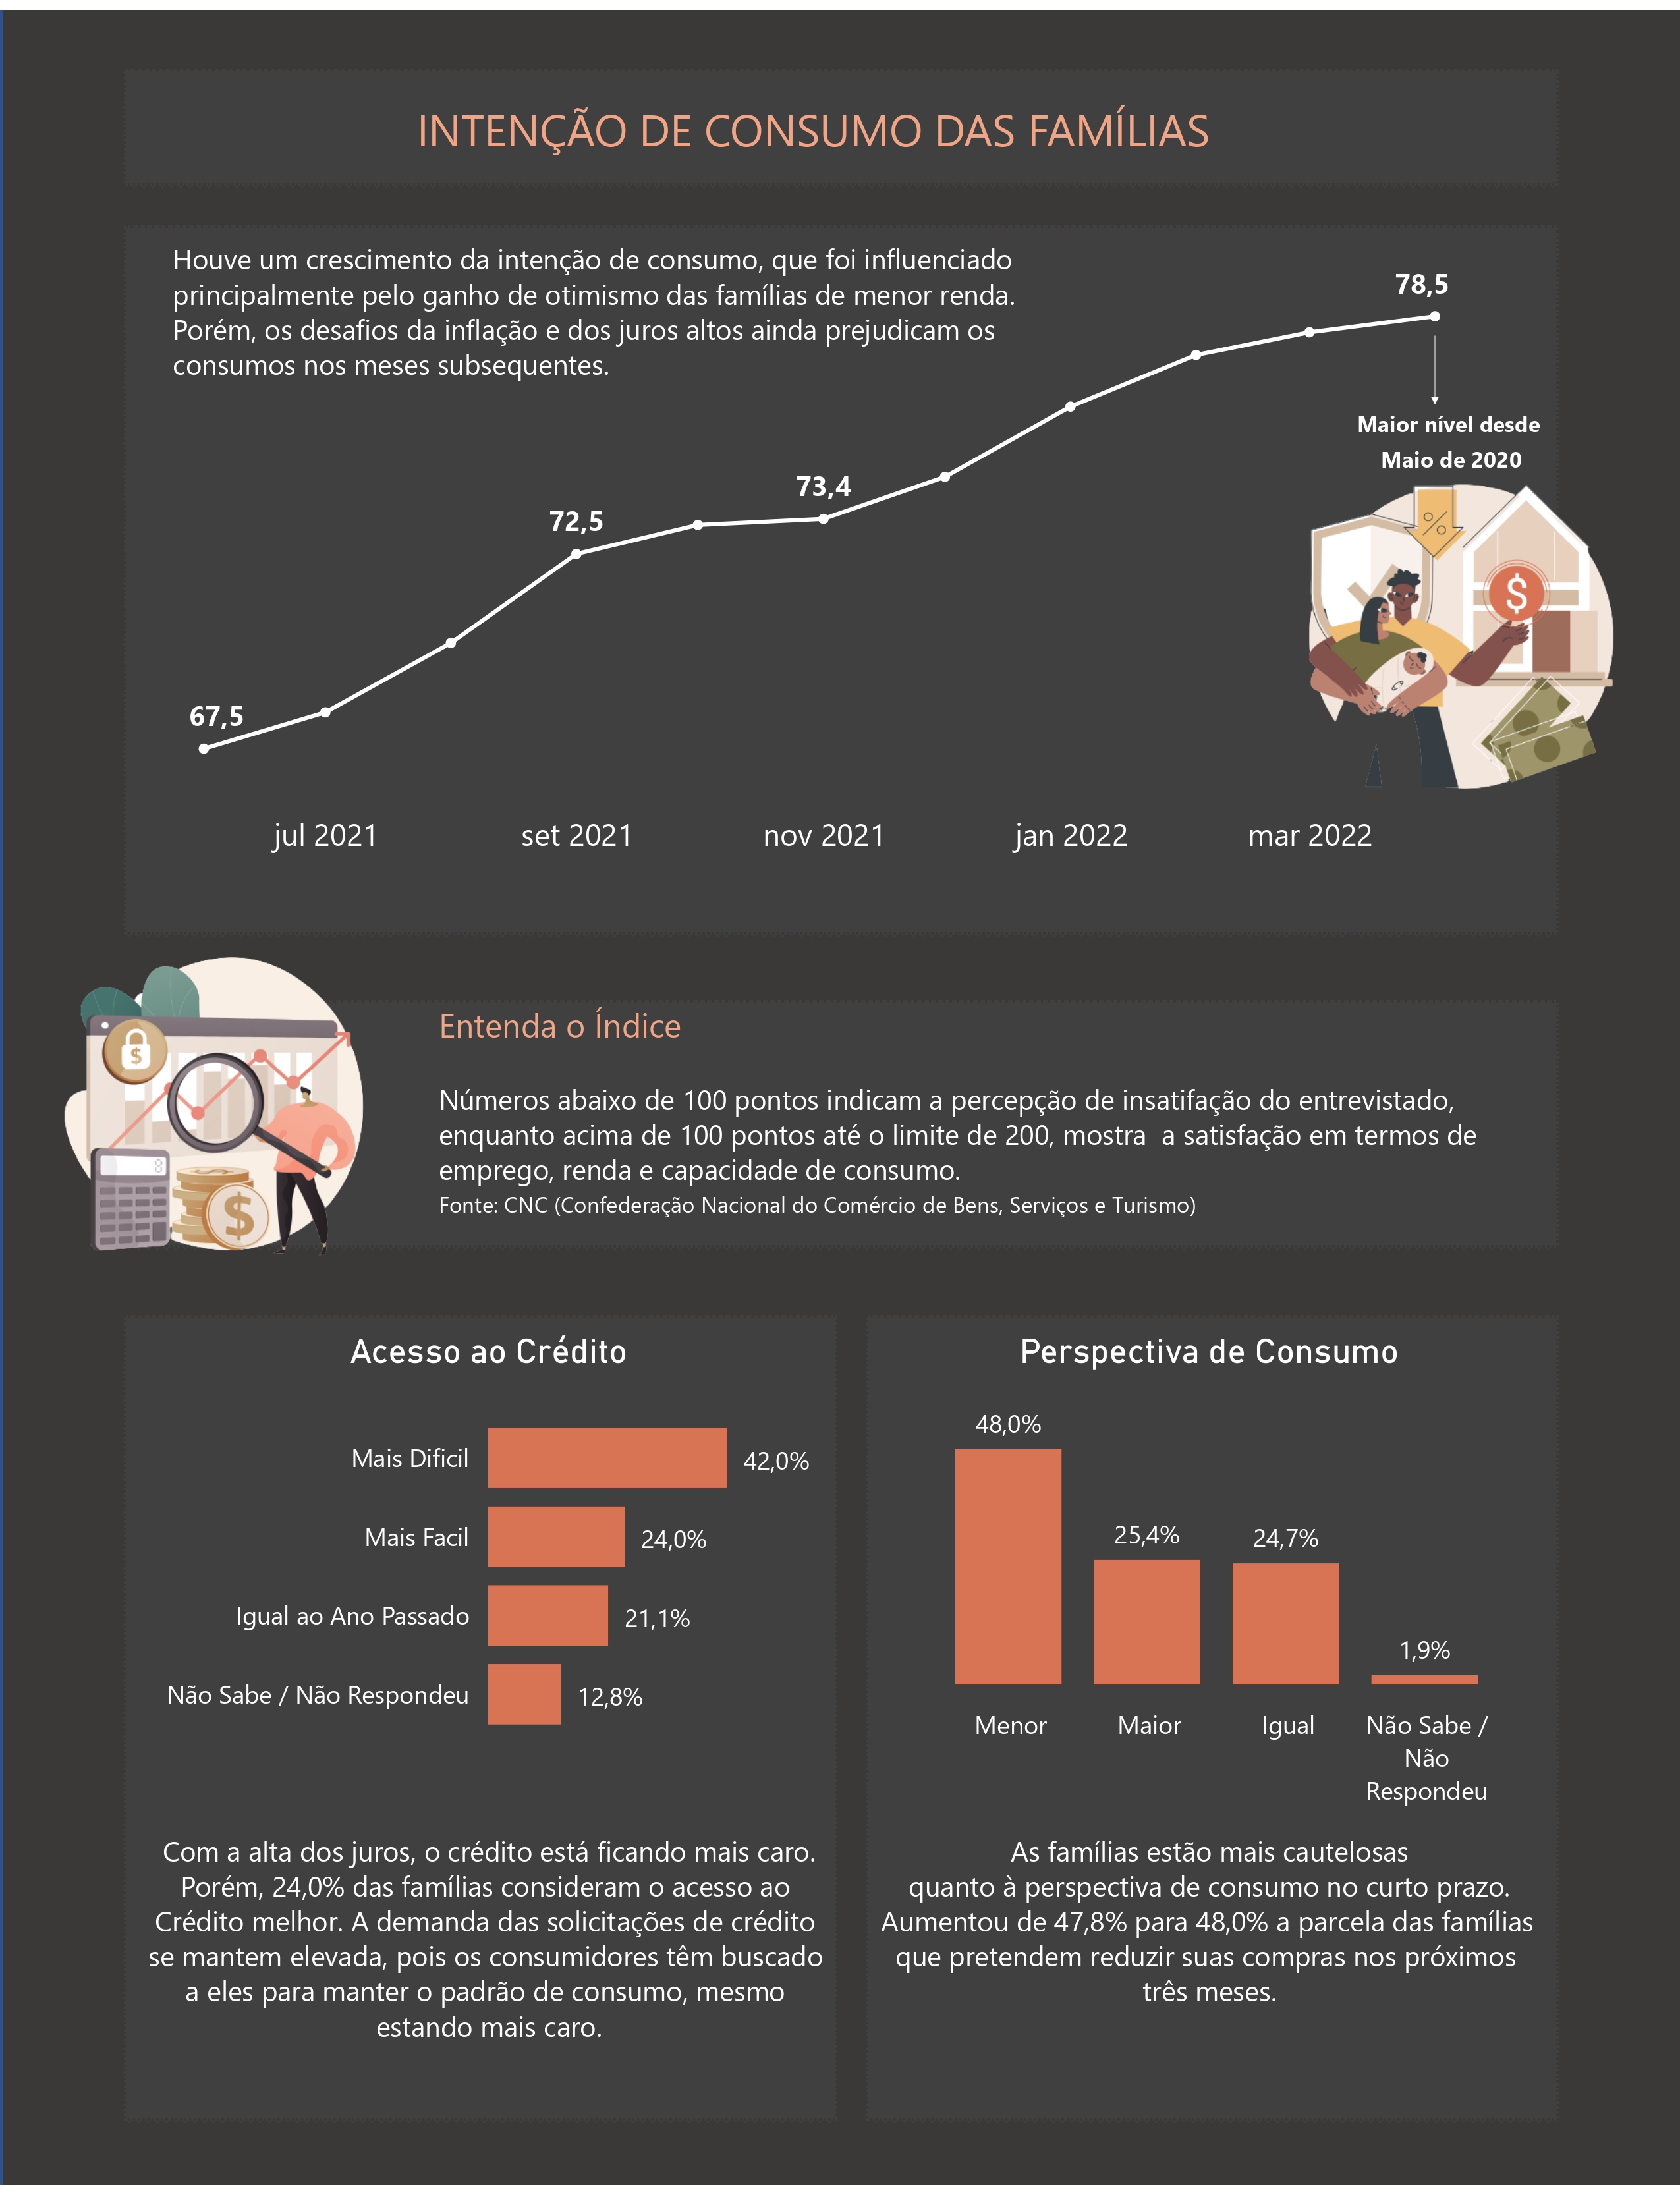 INTENÇÃO DE CONSUMO DAS FAMÍLIAS
Houve um crescimento da intenção de consumo, que foi influenciado
principalmente pelo ganho de otimismo das famílias de menor renda.
Porém, os desafios da inflação e dos juros altos ainda prejudicam os
consumos nos meses subsequentes.
78,5
Maior nível desde
Maio de 2020
73,4
72,5
67,5
%
$
jul 2021
set 2021
nov 2021
jan 2022
mar 2022
Entenda o Índice
Números abaixo de 100 pontos indicam a percepção de insatifação do entrevistado,
enquanto acima de 100 pontos até o limite de 200, mostra  a satisfação em termos de
emprego, renda e capacidade de consumo.
Fonte: CNC (Confederação Nacional do Comércio de Bens, Serviços e Turismo)
$
$
Acesso ao Crédito
Mais Dificil
42,0%
Mais Facil
24,0%
Igual ao Ano Passado
21,1%
Não Sabe / Não Respondeu
12,8%
Com a alta dos juros, o crédito está ficando mais caro.
Porém, 24,0% das famílias consideram o acesso ao
Crédito melhor. A demanda das solicitações de crédito
se mantem elevada, pois os consumidores têm buscado
a eles para manter o padrão de consumo, mesmo
estando mais caro.
Perspectiva de Consumo
48,0%
25,4%
24,7%
1,9%
Menor
Maior
Igual
Não Sabe /
Não
Respondeu
As famílias estão mais cautelosas
quanto à perspectiva de consumo no curto prazo.
Aumentou de 47,8% para 48,0% a parcela das famílias
que pretendem reduzir suas compras nos próximos
três meses.